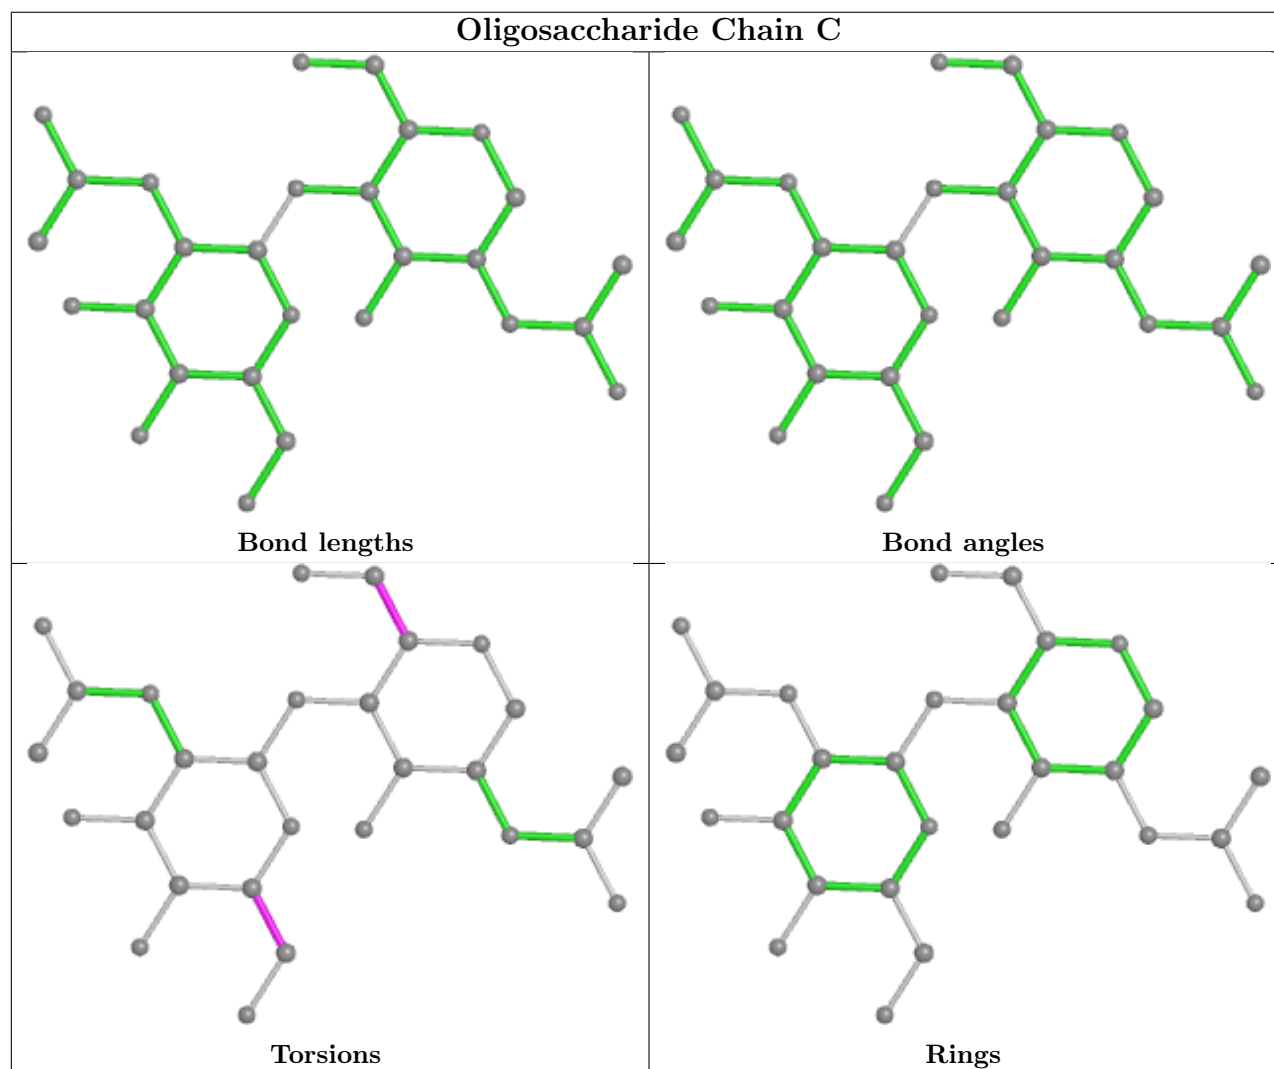 Oligosaccharide Chain C
Bond lengths
Bond angles
Torsions
Rings